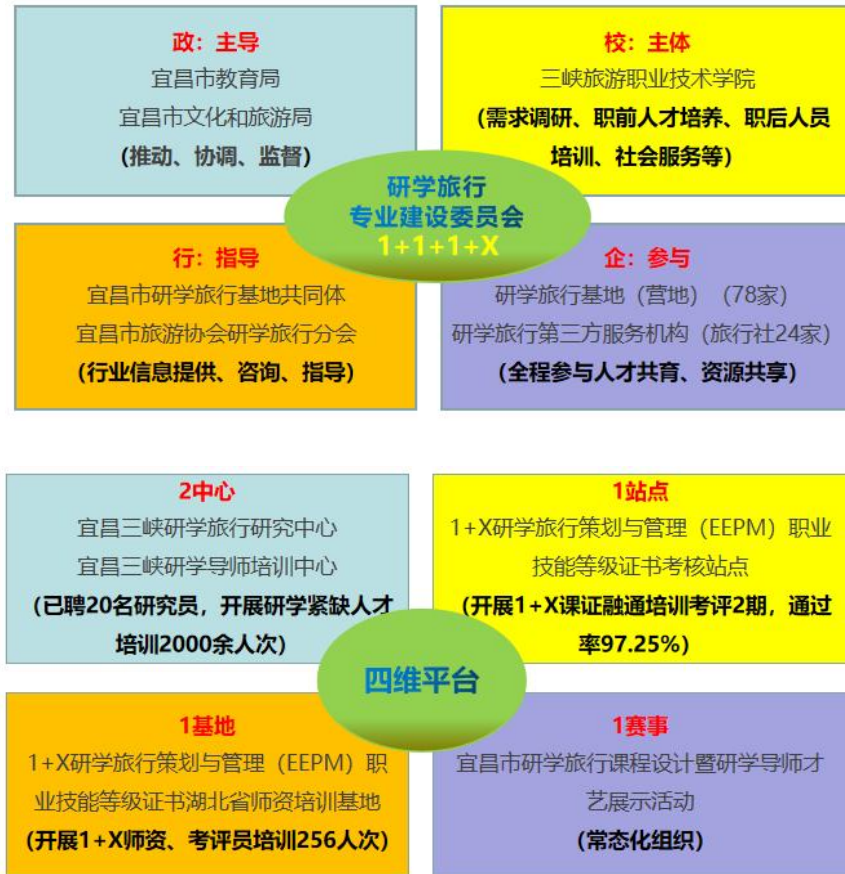 政：主导
宜昌市教育局
宜昌市文化和旅游局
(推动、协调、监督)
校：主体
三峡旅游职业技术学院
(需求调研、职前人才培养、职后人员
培训、社会服务等)
研学旅行
专业建设委员会
1+1+1+X
行：指导
宜昌市研学旅行基地共同体
宜昌市旅游协会研学旅行分会
(行业信息提供、咨询、指导)
企：参与
研学旅行基地（营地）（78家）
研学旅行第三方服务机构（旅行社24家）
(全程参与人才共育、资源共享)
2中心
宜昌三峡研学旅行研究中心
宜昌三峡研学导师培训中心
(已聘20名研究员，开展研学紧缺人才
培训2000余人次)
1站点
1+X研学旅行策划与管理（EEPM）职业
技能等级证书考核站点
(开展1+X课证融通培训考评2期，通过
率97.25%)
四维平台
1基地
1+X研学旅行策划与管理（EEPM）职
业技能等级证书湖北省师资培训基地
(开展1+X师资、考评员培训256人次)
1赛事
宜昌市研学旅行课程设计暨研学导师才
艺展示活动
(常态化组织)